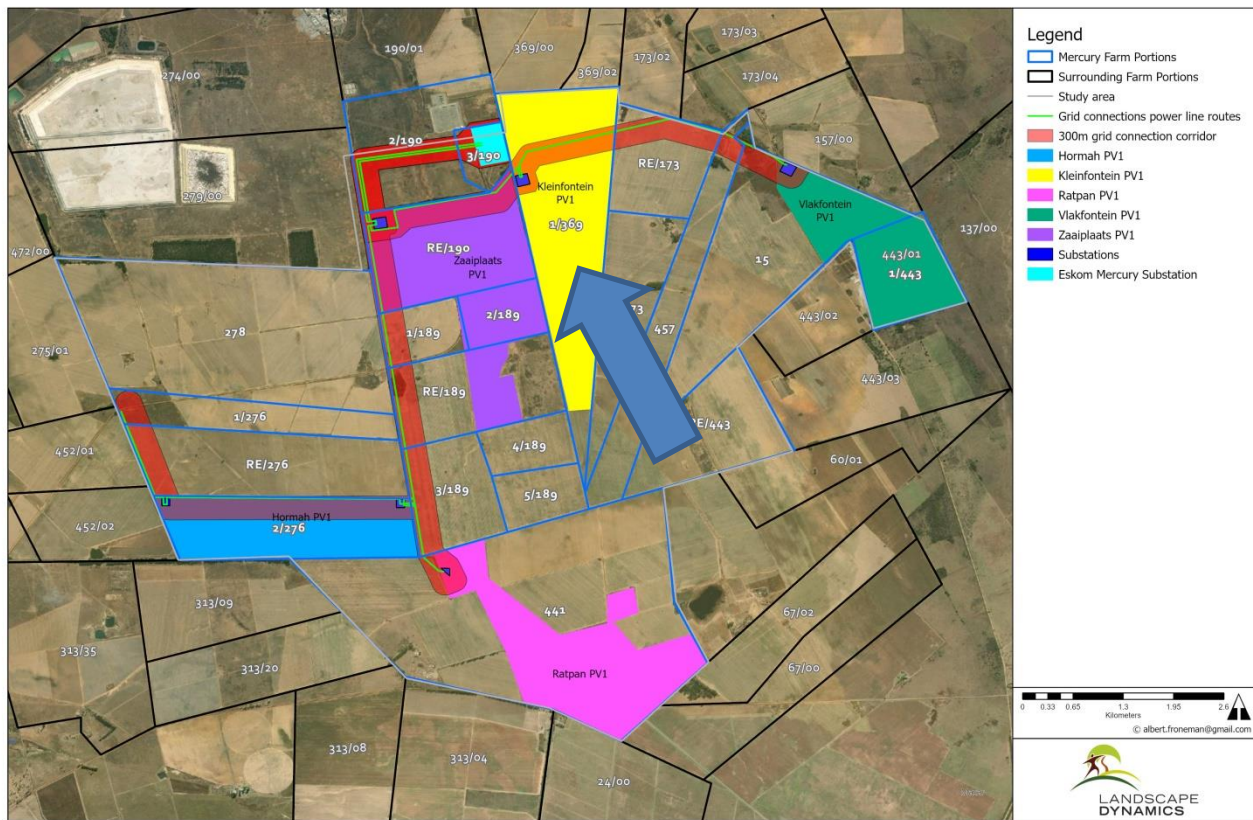 190/01
369/00
369/02
173/02
173/03
173/04
274/00
2/190
3/190
RE/173
157/00
279/00
Kleinfontein
PV1
1/369
Vlakfontein
PV1
137/00
472/00
RE/190
Zaaiplaats
PV1
15
443/01
1/443
275/01
278
1/189
2/189
73
457
443/02
RE/189
443/03
1/276
RE/276
452/01
4/189
RE/443
60/01
3/189
5/189
452/02
Hormah PV1
2/276
313/09
441
67/02
67/00
313/35
313/20
Ratpan PV1
313/08
313/04
24/00
Legend
Mercury Farm Portions
Surrounding Farm Portions
Study area
Grid connections power line routes
300m grid connection corridor
Hormah PV1
Kleinfontein PV1
Ratpan PV1
Vlakfontein PV1
Zaaiplaats PV1
Substations
Eskom Mercury Substation
0 0.33 0.65 1.3 1.95 2.6
Kilometers
© albert.froneman@gmail.com
LANDSCAPE
DYNAMICS